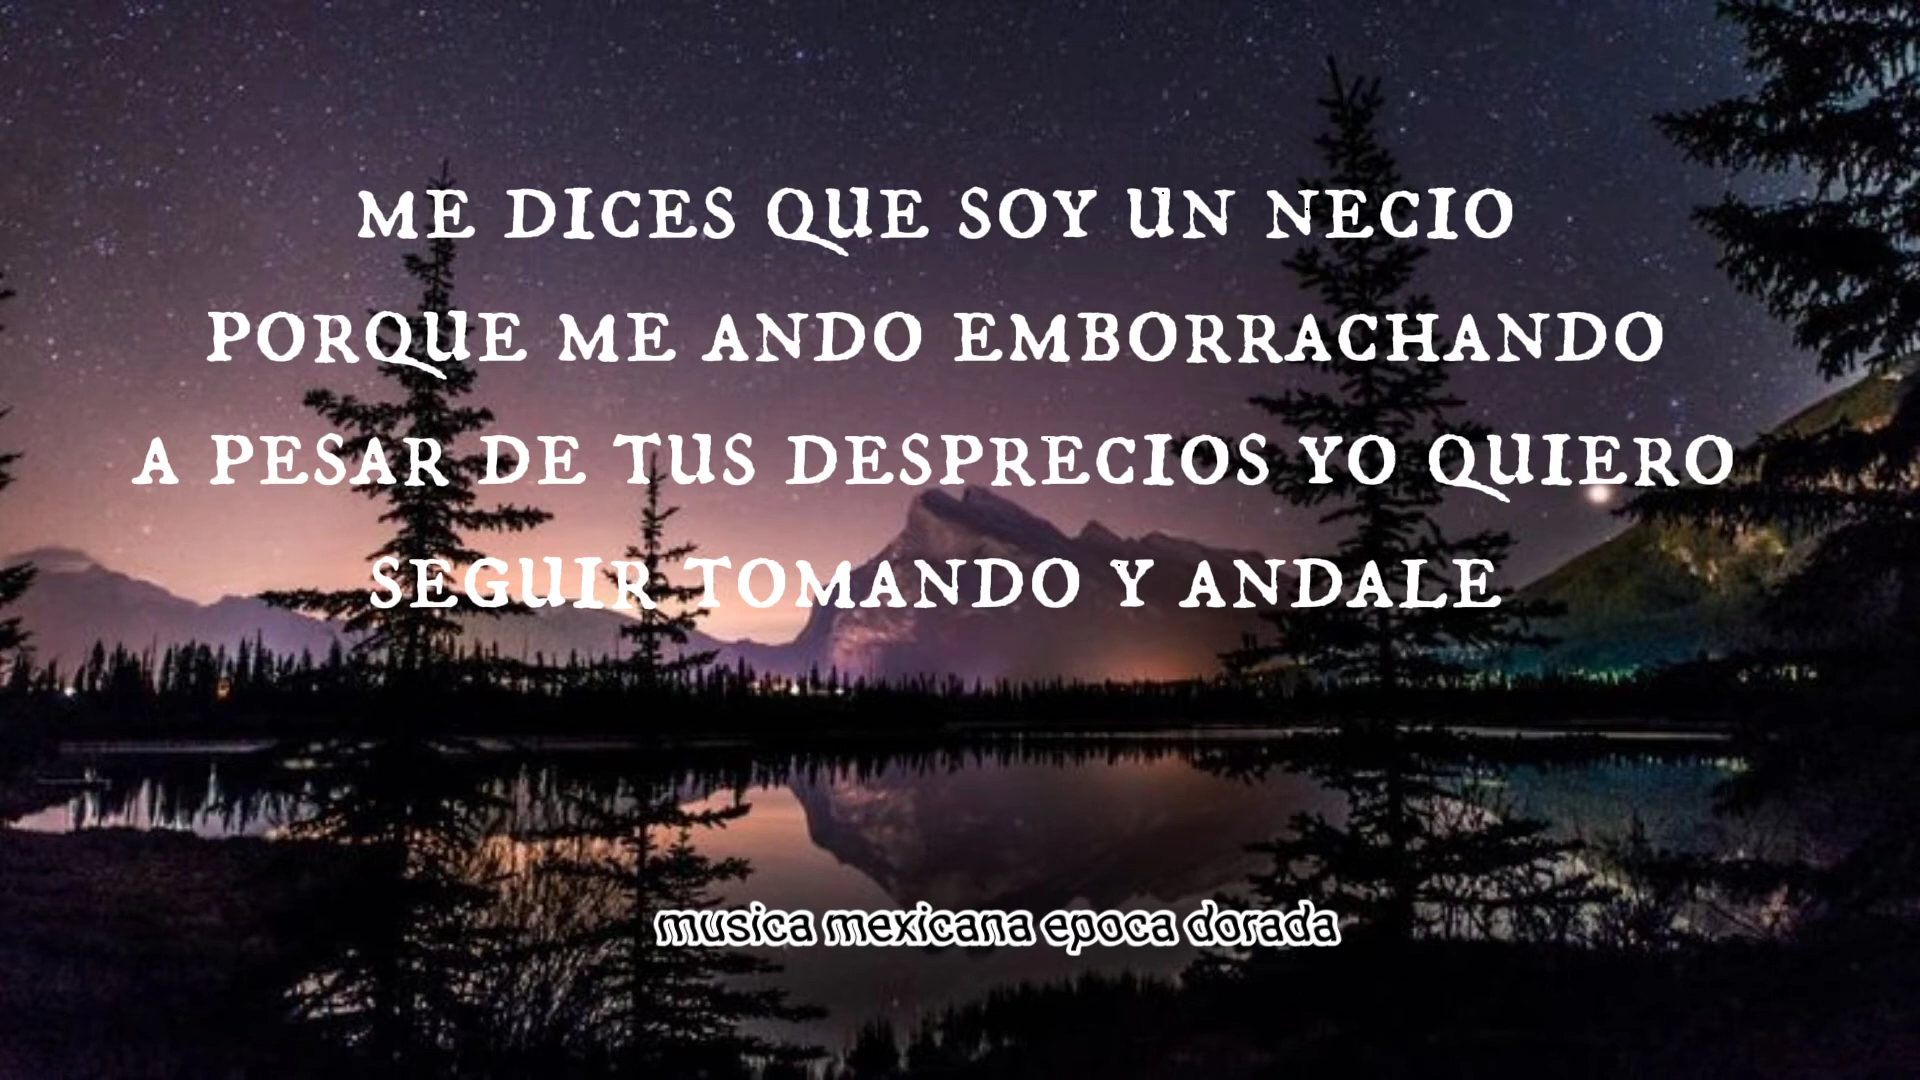 ME DICES QUE SOY UN NECIO
PORQUE ME ANDO EMBORRACHANDO
A PESAR DE TUS DESPRECIOS YO QUIERO
SEGUIR TOMANDO Y ANDALE
musica mexicana epoca dorada